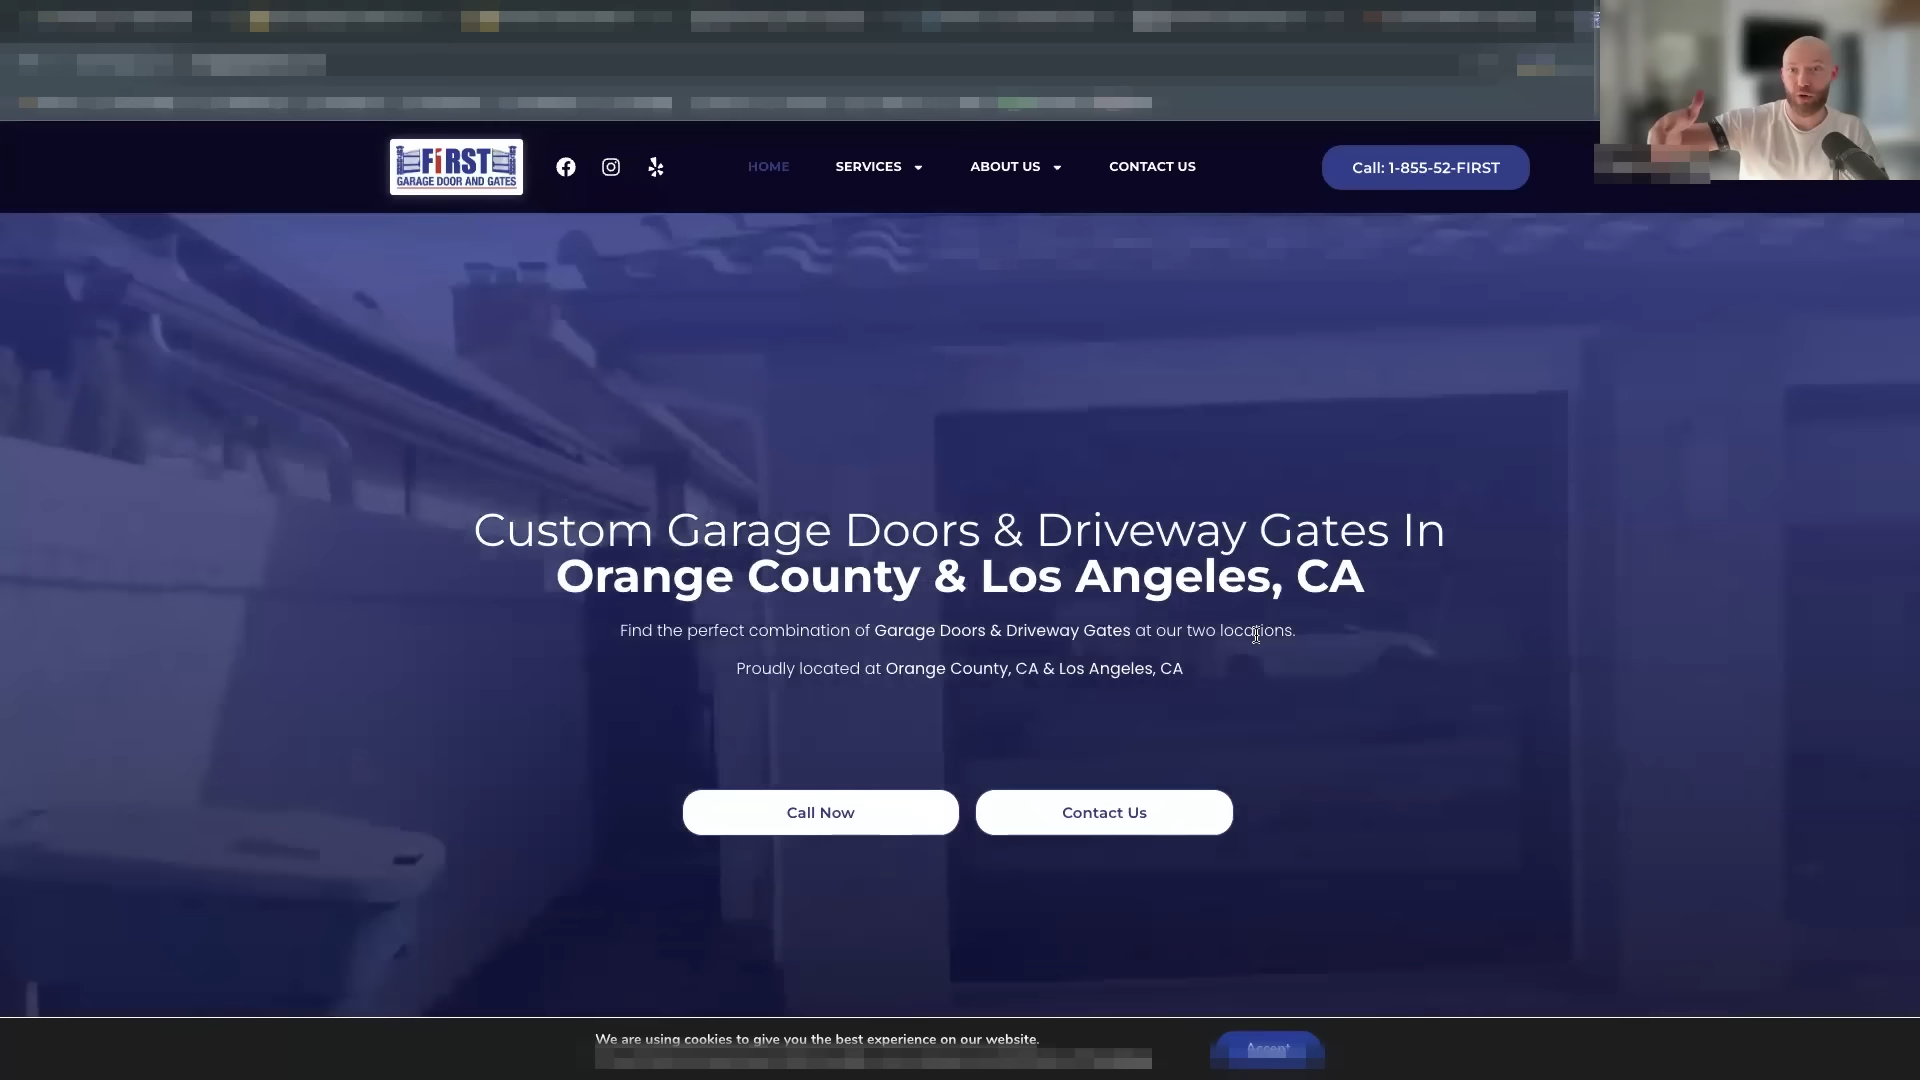 FiRST
GARAGE DOOR AND GATES
HOME
SERVICES
ABOUT US
CONTACT US
Call: 1-855-52-FIRST
Custom Garage Doors & Driveway Gates In
Orange County & Los Angeles, CA
Find the perfect combination of Garage Doors & Driveway Gates at our two locations.
Proudly located at Orange County, CA & Los Angeles, CA
Call Now
Contact Us
We are using cookies to give you the best experience on our website.
Accept